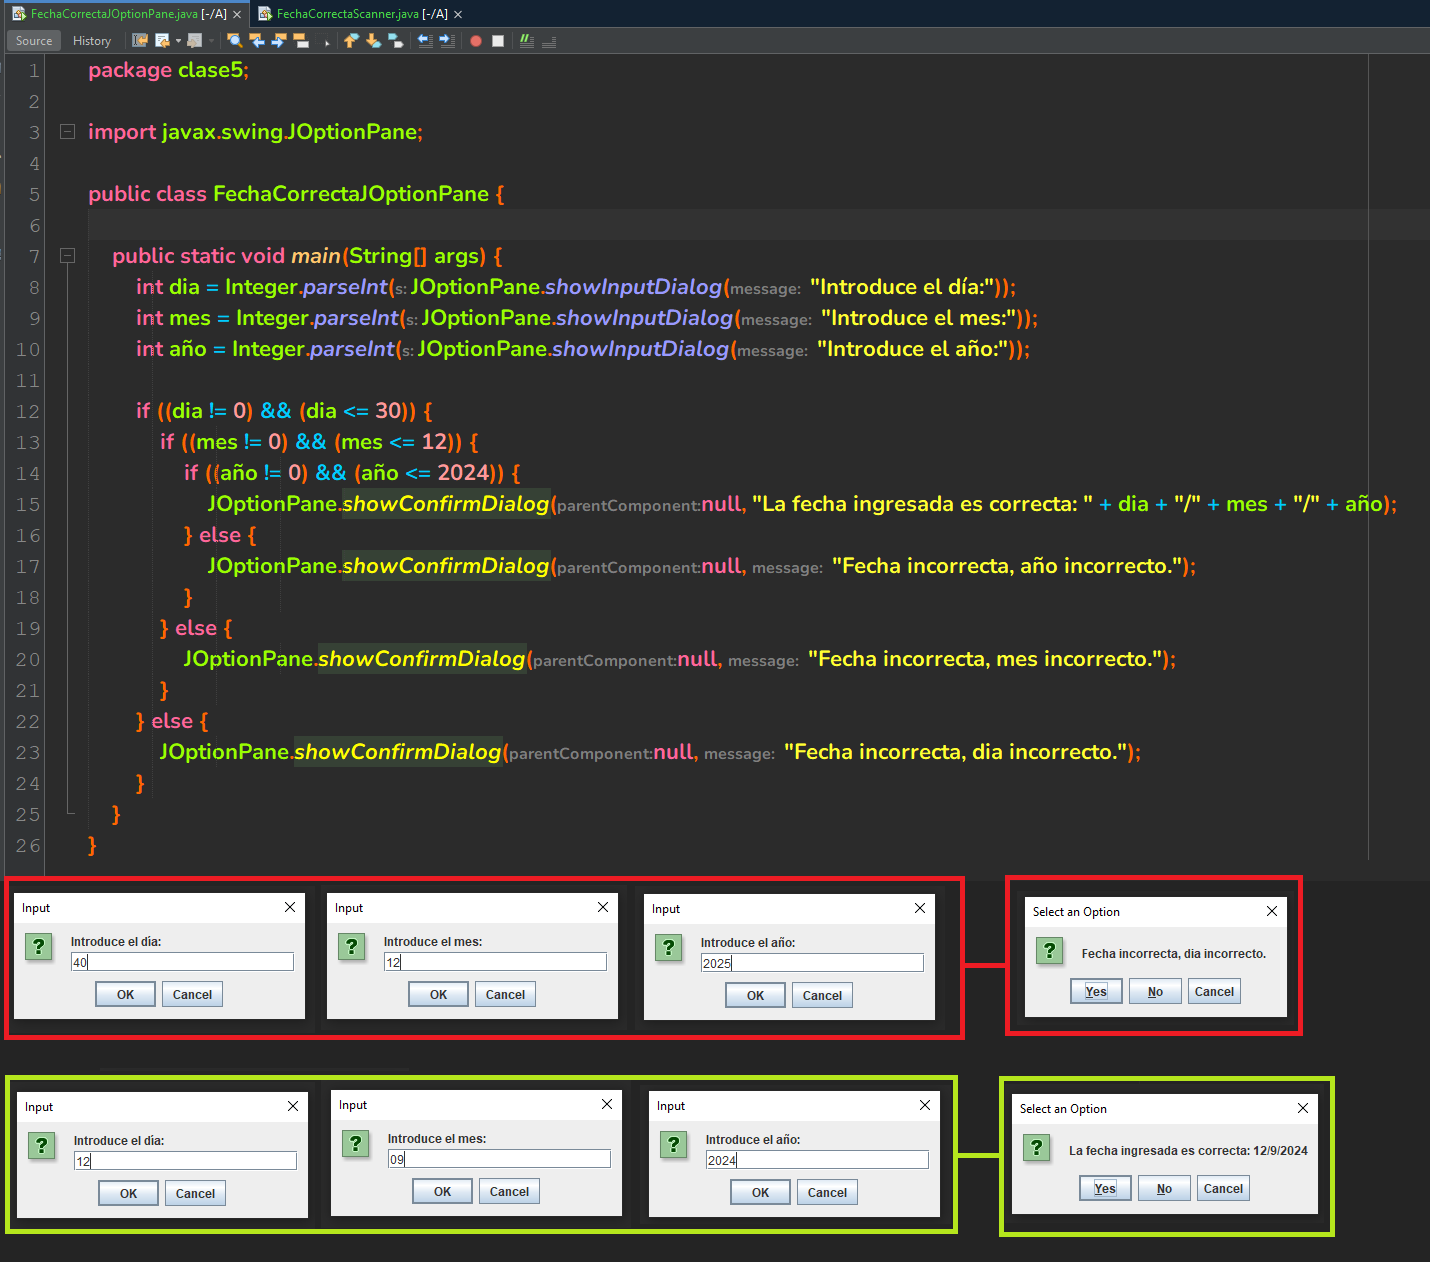 FechaCorrectaJOptionPane.java [-/A] × FechaCorrectaScanner.java [-/A] ×
Source History
1 package clase5;
2
3 import javax.swing.JOptionPane;
4
5 public class FechaCorrectaJOptionPane {
6
7 public static void main(String[] args) {
8 int dia = Integer.parseInt(s: JOptionPane.showInputDialog(message: "Introduce el día:"));
9 int mes = Integer.parseInt(s: JOptionPane.showInputDialog(message: "Introduce el mes:"));
10 int año = Integer.parseInt(s: JOptionPane.showInputDialog(message: "Introduce el año:"));
11
12 if ((dia != 0) && (dia <= 30)) {
13 if ((mes != 0) && (mes <= 12)) {
14 if ((año != 0) && (año <= 2024)) {
15 JOptionPane.showConfirmDialog(parentComponent:null, "La fecha ingresada es correcta: " + dia + "/" + mes + "/" + año);
16 } else {
17 JOptionPane.showConfirmDialog(parentComponent:null, message: "Fecha incorrecta, año incorrecto.");
18 }
19 } else {
20 JOptionPane.showConfirmDialog(parentComponent:null, message: "Fecha incorrecta, mes incorrecto.");
21 }
22 } else {
23 JOptionPane.showConfirmDialog(parentComponent:null, message: "Fecha incorrecta, dia incorrecto.");
24 }
25 }
26 }
Input
Introduce el día:
40
OK Cancel
Input
Introduce el mes:
12
OK Cancel
Input
Introduce el año:
2025
OK Cancel
Select an Option
Fecha incorrecta, dia incorrecto.
Yes No Cancel
Input
Introduce el día:
12
OK Cancel
Input
Introduce el mes:
09
OK Cancel
Input
Introduce el año:
2024
OK Cancel
Select an Option
La fecha ingresada es correcta: 12/9/2024
Yes No Cancel